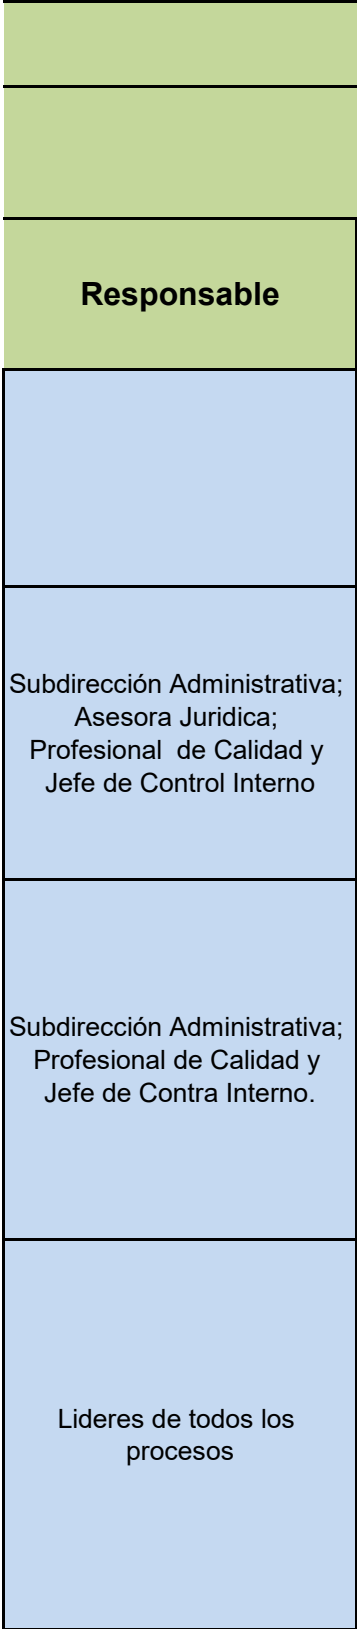 Responsable
Subdirección Administrativa;
Asesora Juridica;
Profesional de Calidad y
Jefe de Control Interno
Subdirección Administrativa;
Profesional de Calidad y
Jefe de Contra Interno.
Lideres de todos los
procesos